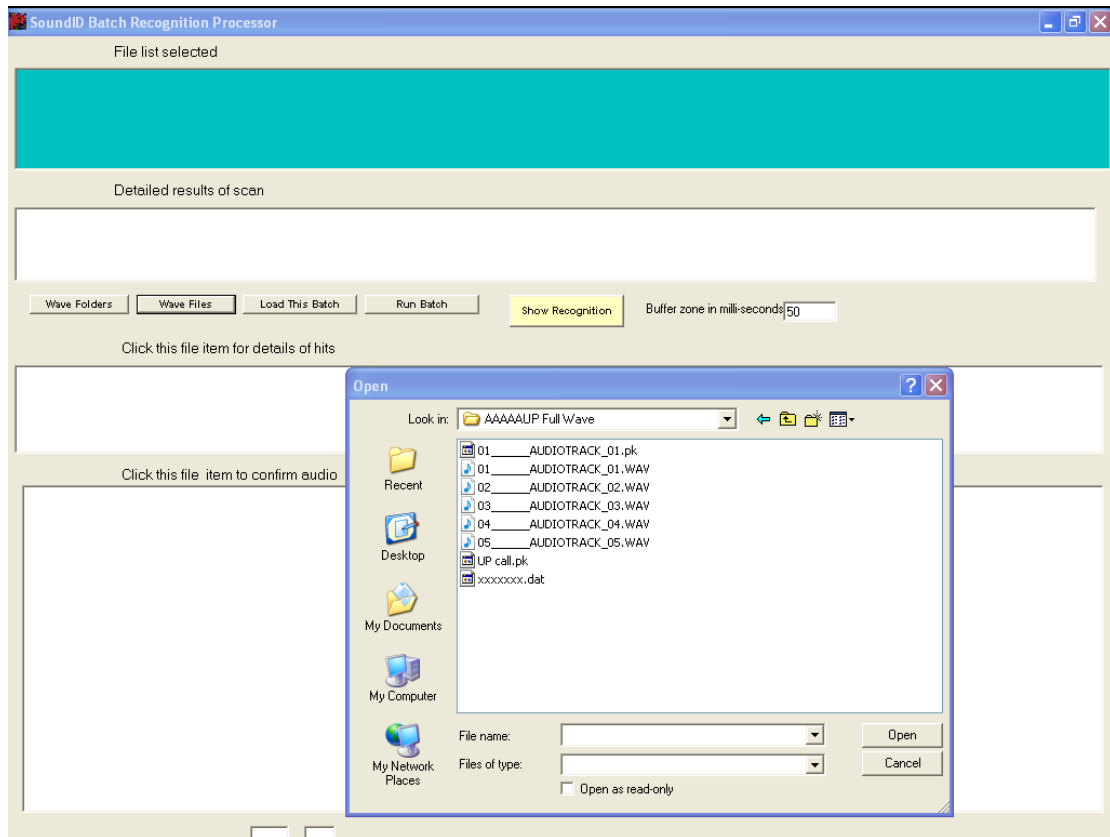 SoundID Batch Recognition Processor
File list selected
Detailed results of scan
Wave Folders Wave Files Load This Batch Run Batch Show Recognition Buffer zone in milli-seconds 50
Click this file item for details of hits
Open
Look in: AAAAAUP Full Wave
01______AUDIOTRACK_01.pk
01______AUDIOTRACK_01.WAV
02______AUDIOTRACK_02.WAV
03______AUDIOTRACK_03.WAV
04______AUDIOTRACK_04.WAV
05______AUDIOTRACK_05.WAV
UP call.pk
xxxxxxx.dat
Recent
Desktop
My Documents
My Computer
My Network
Places
File name: Open
Files of type: Cancel
Open as read-only
Click this file item to confirm audio